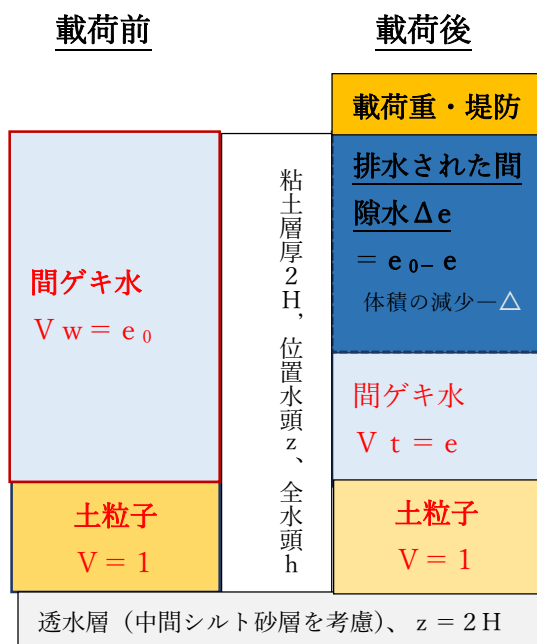 載荷前
載荷後
載荷重・堤防
排水された間
隙水Δe
= e₀₋ e
体積の減少－△
間ゲキ水
Ｖｗ＝ｅ₀
粘土層厚２Ｈ，位置水頭ｚ、全水頭ｈ
間ゲキ水
Ｖｔ＝ｅ
土粒子
Ｖ＝１
土粒子
Ｖ＝１
透水層（中間シルト砂層を考慮)、ｚ＝２Ｈ